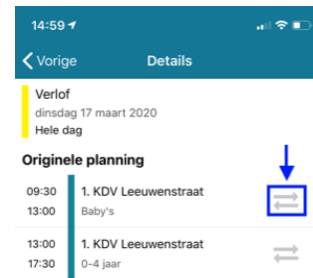 14:59
Vorige Details
Verlof
dinsdag 17 maart 2020
Hele dag
Originele planning
09:30 1. KDV Leeuwenstraat
13:00 Baby's
13:00 1. KDV Leeuwenstraat
17:30 0-4 jaar